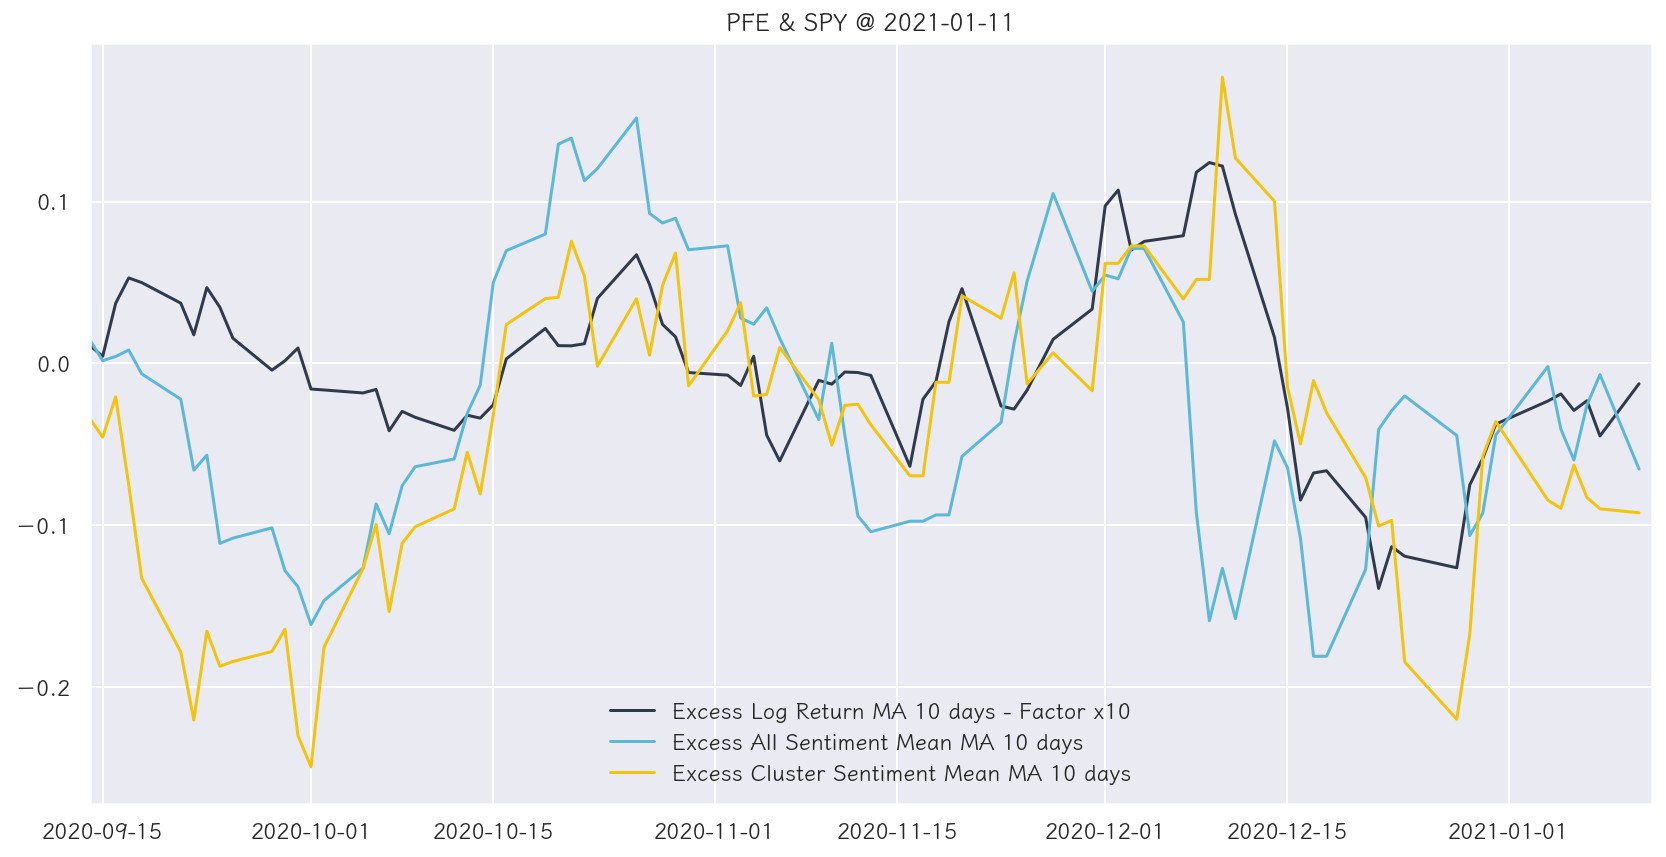 PFE & SPY @ 2021-01-11
0.1
0.0
−0.1
−0.2
Excess Log Return MA 10 days - Factor x10
Excess All Sentiment Mean MA 10 days
Excess Cluster Sentiment Mean MA 10 days
2020-09-15 2020-10-01 2020-10-15 2020-11-01 2020-11-15 2020-12-01 2020-12-15 2021-01-01